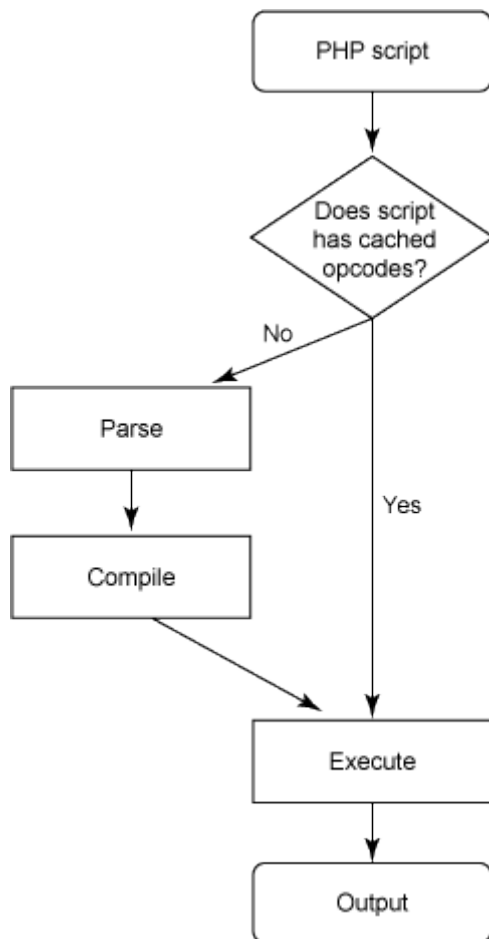 PHP script
Does script
has cached
opcodes?
No
Parse
Yes
Compile
Execute
Output